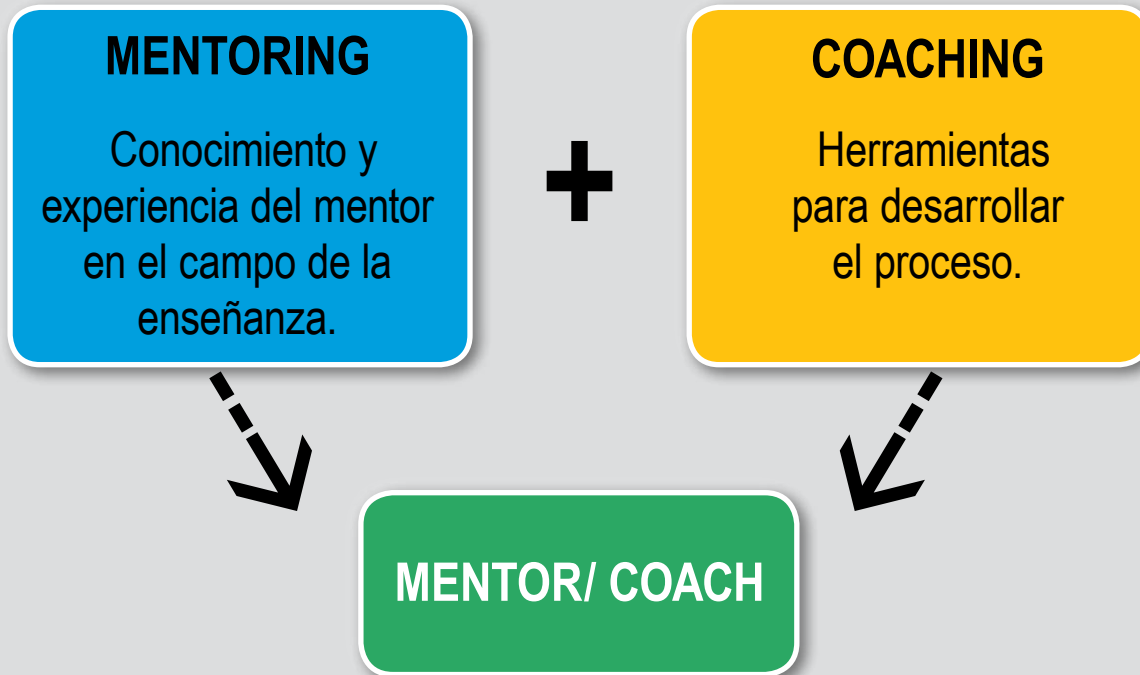 MENTORING
Conocimiento y
experiencia del mentor
en el campo de la
enseñanza.
+
COACHING
Herramientas
para desarrollar
el proceso.
MENTOR/ COACH